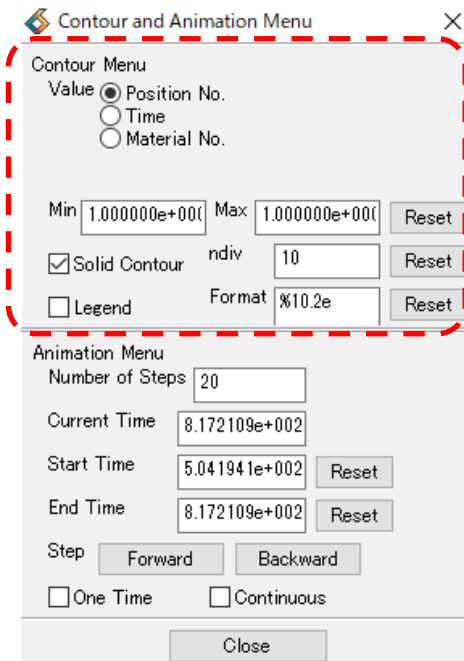 Contour and Animation Menu
Contour Menu
Value Position No.
Time
Material No.
Min 1.000000e+00( Max 1.000000e+00( Reset
Solid Contour ndiv 10 Reset
Legend Format %10.2e Reset
Animation Menu
Number of Steps 20
Current Time 8.172109e+002
Start Time 5.041941e+002 Reset
End Time 8.172109e+002 Reset
Step Forward Backward
One Time Continuous
Close